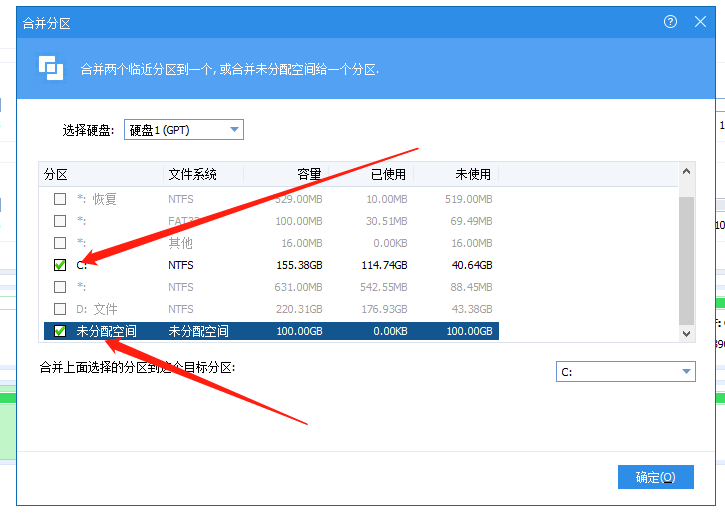 合并分区
合并两个临近分区到一个, 或合并未分配空间给一个分区.
选择硬盘: 硬盘1 (GPT)
分区 文件系统 容量 已使用 未使用
*: 恢复 NTFS 529.00MB 10.00MB 519.00MB
*: FAT32 100.00MB 30.51MB 69.49MB
*: 其他 16.00MB 0.00KB 16.00MB
C: NTFS 155.38GB 114.74GB 40.64GB
*: NTFS 631.00MB 542.55MB 88.45MB
D: 文件 NTFS 220.31GB 176.93GB 43.38GB
未分配空间 未分配空间 100.00GB 0.00KB 100.00GB
合并上面选择的分区到这个目标分区: C:
确定(O)